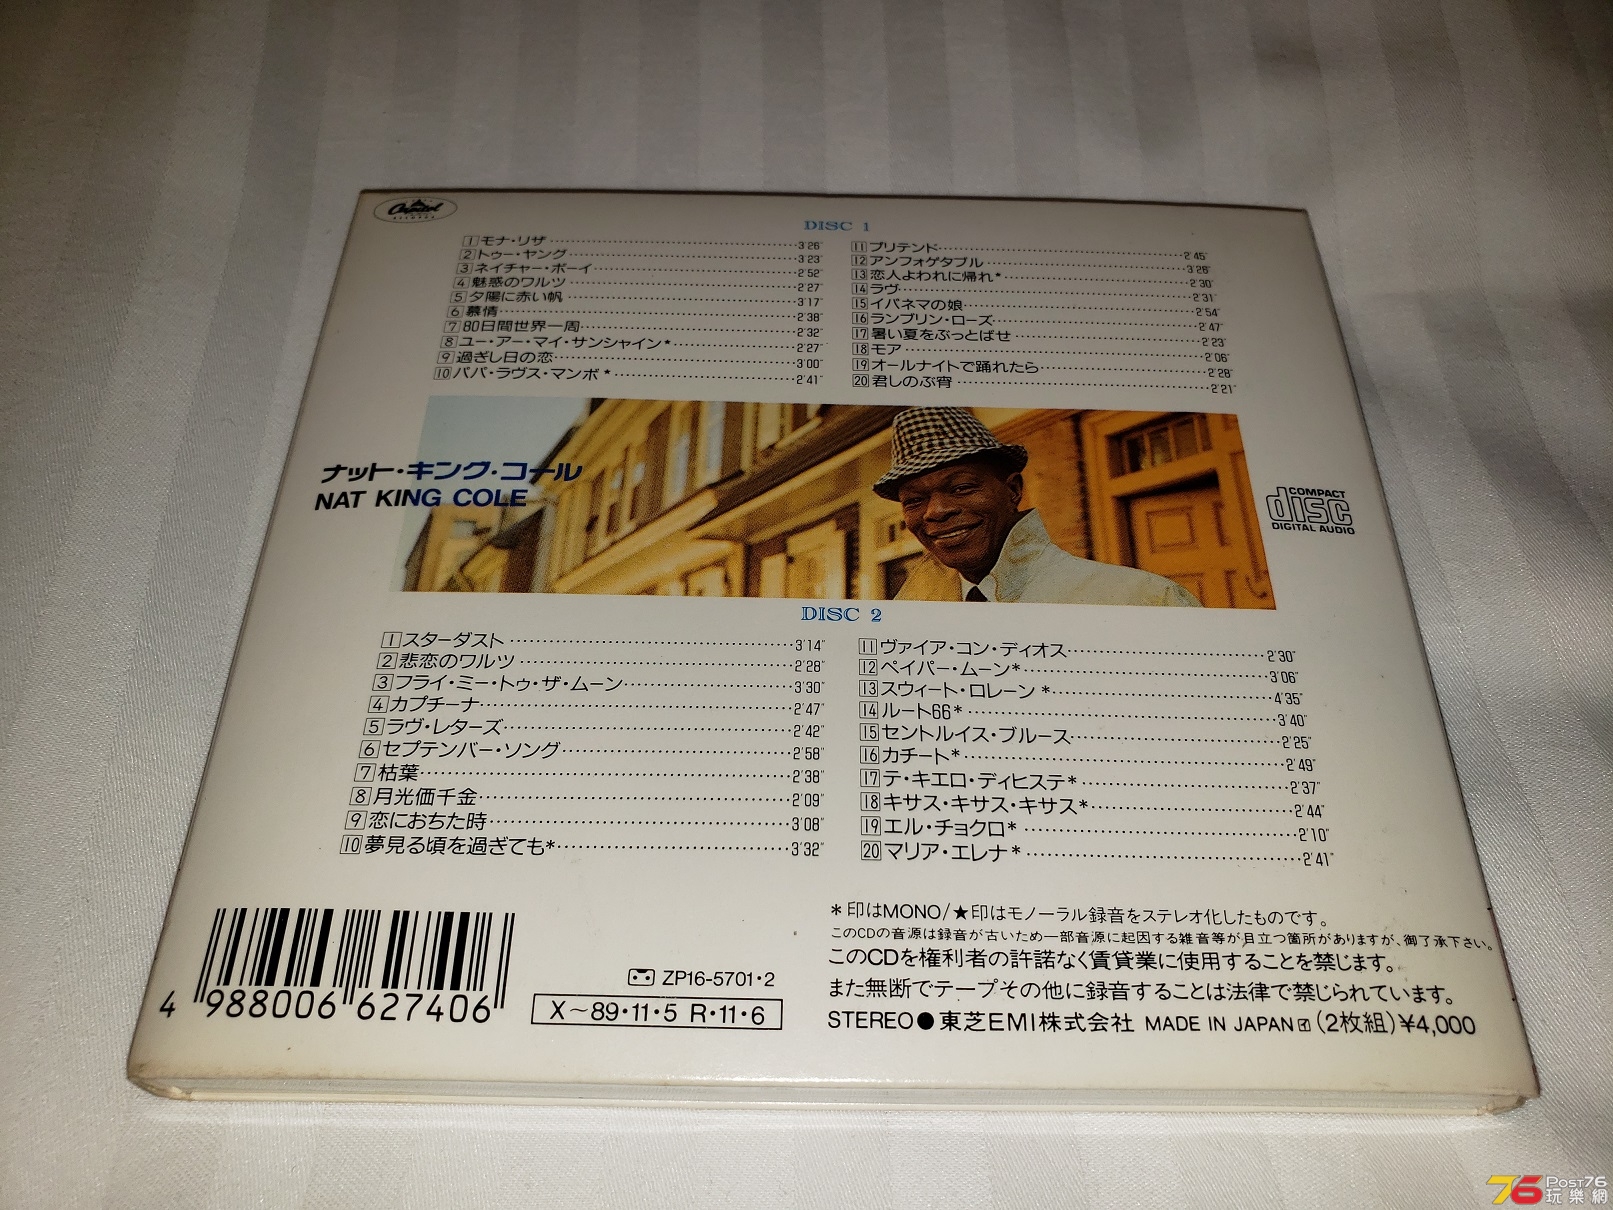 Capitol
DISC 1
1 モナ・リザ 3'26"
2 トゥー・ヤング 3'23"
3 ネイチャー・ボーイ 2'52"
4 魅惑のワルツ 2'27"
5 夕陽に赤い帆 3'17"
6 慕情 2'38"
7 80日間世界一周 2'32"
8 ユー・アー・マイ・サンシャイン* 2'27"
9 過ぎし日の恋 3'00"
10 パパ・ラヴス・マンボ* 2'41"
11 プリテンド 2'45"
12 アンフォゲタブル 3'26"
13 恋人よわれに帰れ* 2'30"
14 ラヴ 2'31"
15 イパネマの娘 2'54"
16 ランブリン・ローズ 2'47"
17 暑い夏をぶっとばせ 2'23"
18 モア 2'06"
19 オールナイトで踊れたら 2'28"
20 君しのぶ宵 2'21"
ナット・キング・コール
NAT KING COLE
COMPACT
disc
DIGITAL AUDIO
DISC 2
1 スターダスト 3'14"
2 悲恋のワルツ 2'28"
3 フライ・ミー・トゥ・ザ・ムーン 3'30"
4 カプチーナ 2'47"
5 ラヴ・レターズ 2'42"
6 セプテンバー・ソング 2'58"
7 枯葉 2'38"
8 月光価千金 2'09"
9 恋におちた時 3'08"
10 夢見る頃を過ぎても* 3'32"
11 ヴァイア・コン・ディオス 2'30"
12 ペイパー・ムーン* 3'06"
13 スウィート・ロレーン* 4'35"
14 ルート66* 3'40"
15 セントルイス・ブルース 2'25"
16 カチート* 2'49"
17 テ・キエロ・ディヒステ* 2'37"
18 キサス・キサス・キサス* 2'44"
19 エル・チョクロ* 2'10"
20 マリア・エレナ* 2'41"
4 988006 627406
ZP16-5701・2
X～89・11・5 R・11・6
*印はMONO/★印はモノーラル録音をステレオ化したものです。
このCDの音源は録音が古いため一部音源に起因する雑音等が目立つ箇所がありますが、御了承下さい。
このCDを権利者の許諾なく賃貸業に使用することを禁じます。
また無断でテープその他に録音することは法律で禁じられています。
STEREO●東芝EMI株式会社 MADE IN JAPAN (2枚組)¥4,000
76 Post76
玩樂網